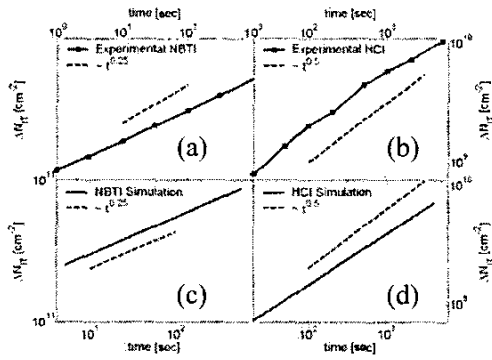 time [sec] time [sec]
10⁰ 10¹ 10² 10¹ 10² 10³
Experimental NBTI
~ t^0.25
Experimental HCI
~ t^0.5
10¹⁰
10⁹
ΔN_IT [cm⁻²] ΔN_IT [cm⁻²]
(a) (b)
10¹¹
NBTI Simulation
~ t^0.25
HCI Simulation
~ t^0.5
10¹⁰
10⁹
ΔN_IT [cm⁻²] ΔN_IT [cm⁻²]
(c) (d)
10¹¹
10¹ 10² 10² 10³
time [sec] time [sec]